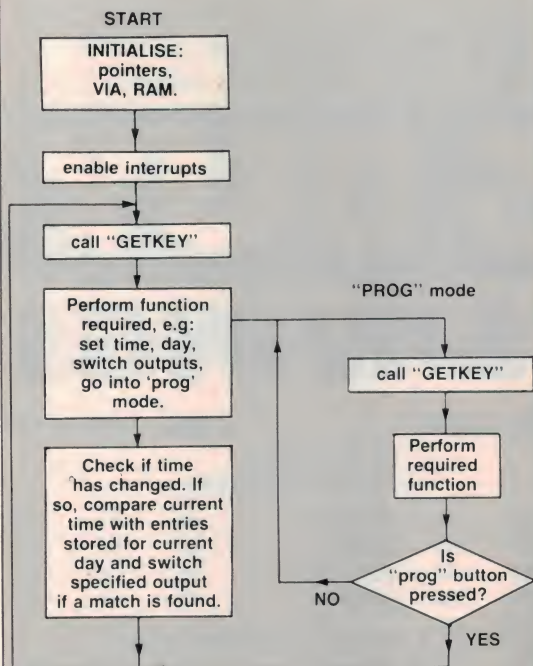 START
INITIALISE:
pointers,
VIA, RAM.
enable interrupts
call "GETKEY"
Perform function
required, e.g:
set time, day,
switch outputs,
go into 'prog'
mode.
Check if time
has changed. If
so, compare current
time with entries
stored for current
day and switch
specified output
if a match is found.
"PROG" mode
call "GETKEY"
Perform
required
function
Is
"prog" button
pressed?
NO
YES